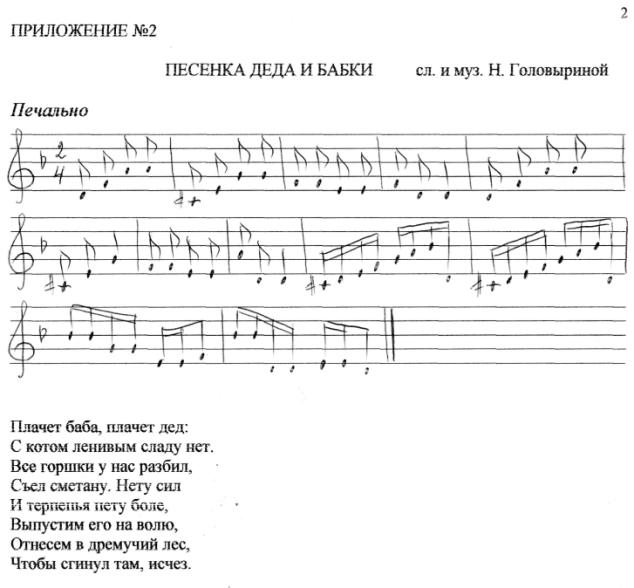 2
ПРИЛОЖЕНИЕ №2
ПЕСЕНКА ДЕДА И БАБКИ сл. и муз. Н. Головыриной
Печально
2
4
Плачет баба, плачет дед:
С котом ленивым сладу нет.
Все горшки у нас разбил,
Съел сметану. Нету сил
И терпенья нету боле,
Выпустим его на волю,
Отнесем в дремучий лес,
Чтобы сгинул там, исчез.